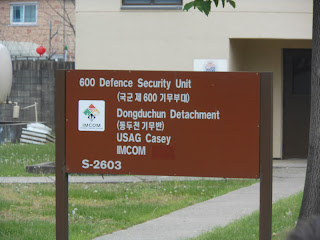 600 Defence Security Unit
(국군 제 600 기무부대)
Dongduchun Detachment
(동두천 기무반)
USAG Casey
IMCOM
IMCOM
S-2603